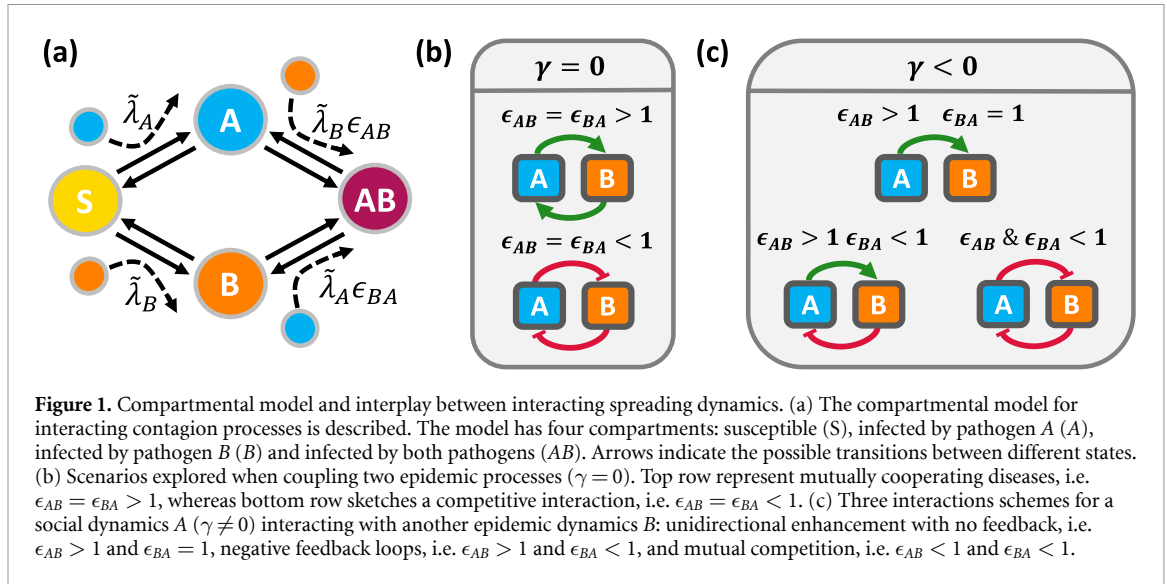 (a)
λ̃_A
A
λ̃_B ϵ_AB
S
AB
λ̃_B
B
λ̃_A ϵ_BA
(b)
γ = 0
ϵ_AB = ϵ_BA > 1
A B
ϵ_AB = ϵ_BA < 1
A B
(c)
γ < 0
ϵ_AB > 1 ϵ_BA = 1
A B
ϵ_AB > 1 ϵ_BA < 1
A B
ϵ_AB & ϵ_BA < 1
A B
Figure 1. Compartmental model and interplay between interacting spreading dynamics. (a) The compartmental model for
interacting contagion processes is described. The model has four compartments: susceptible (S), infected by pathogen A (A),
infected by pathogen B (B) and infected by both pathogens (AB). Arrows indicate the possible transitions between different states.
(b) Scenarios explored when coupling two epidemic processes (γ = 0). Top row represent mutually cooperating diseases, i.e.
ϵ_AB = ϵ_BA > 1, whereas bottom row sketches a competitive interaction, i.e. ϵ_AB = ϵ_BA < 1. (c) Three interactions schemes for a
social dynamics A (γ ≠ 0) interacting with another epidemic dynamics B: unidirectional enhancement with no feedback, i.e.
ϵ_AB > 1 and ϵ_BA = 1, negative feedback loops, i.e. ϵ_AB > 1 and ϵ_BA < 1, and mutual competition, i.e. ϵ_AB < 1 and ϵ_BA < 1.